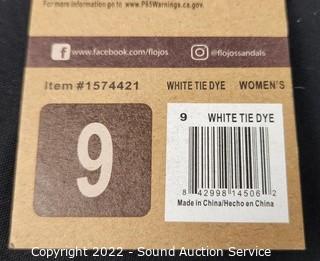 For more information go to www.P65Warnings.ca.gov.
www.facebook.com/flojos
@flojossandals
Item #1574421 WHITE TIE DYE WOMEN'S
9
9 WHITE TIE DYE
8 42998 14506 2
Made in China/Hecho en China
Copyright 2022 - Sound Auction Service